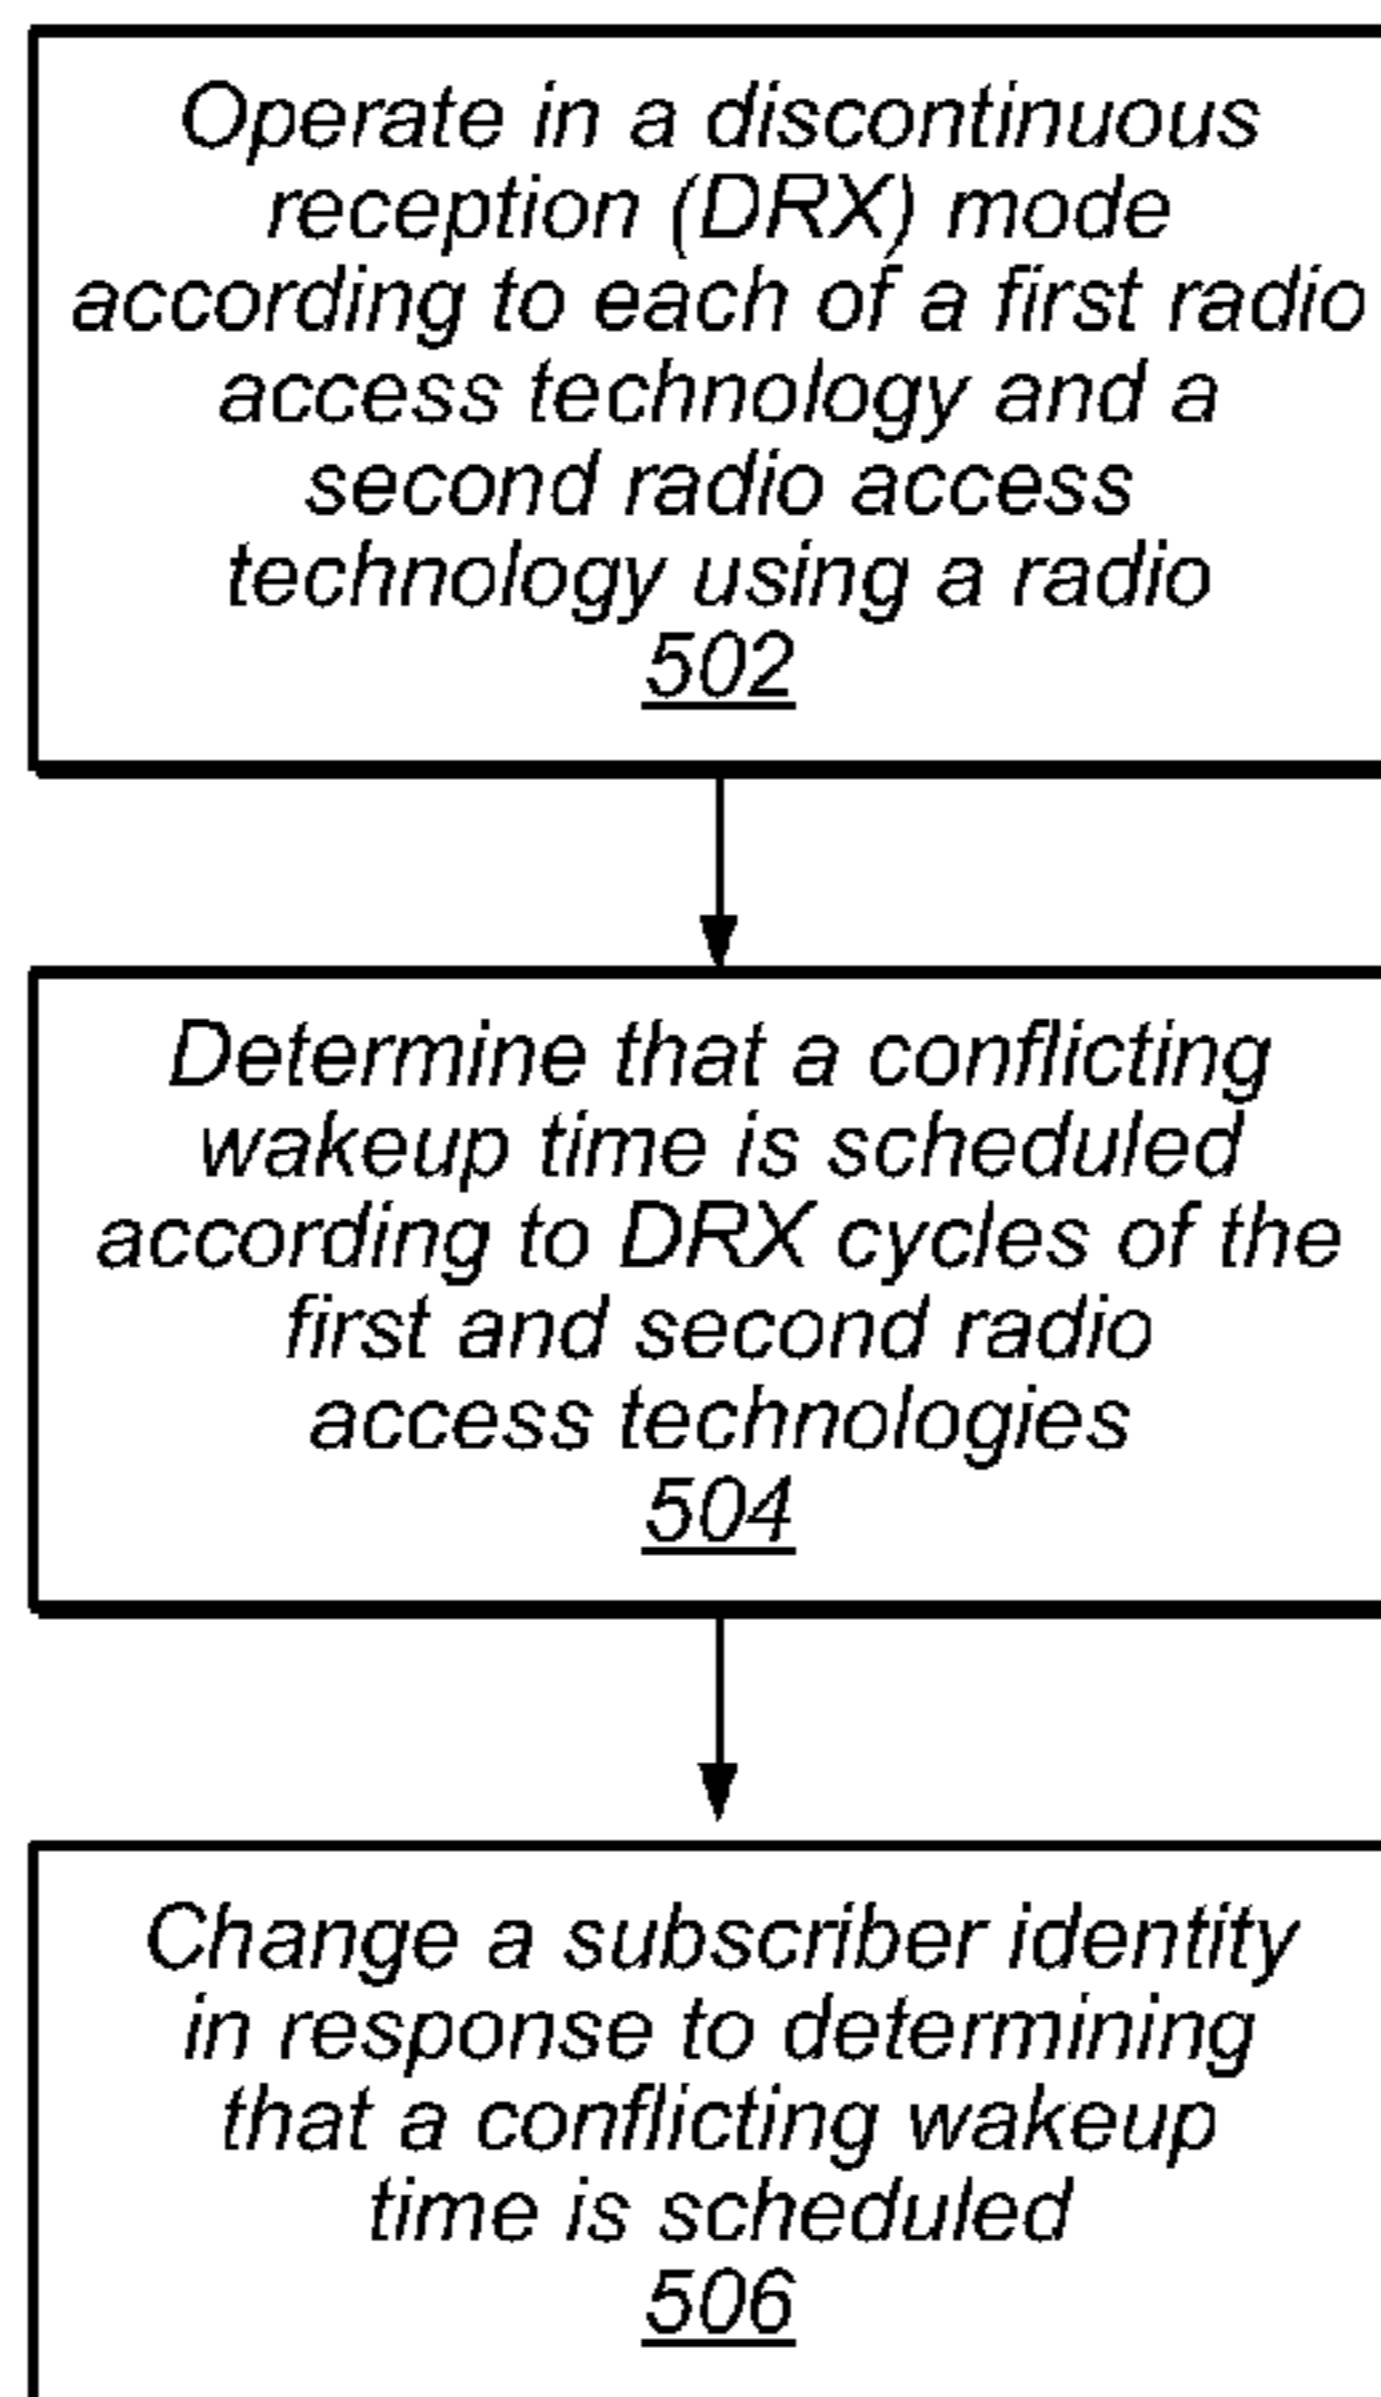 Operate in a discontinuous
reception (DRX) mode
according to each of a first radio
access technology and a
second radio access
technology using a radio
502
Determine that a conflicting
wakeup time is scheduled
according to DRX cycles of the
first and second radio
access technologies
504
Change a subscriber identity
in response to determining
that a conflicting wakeup
time is scheduled
506